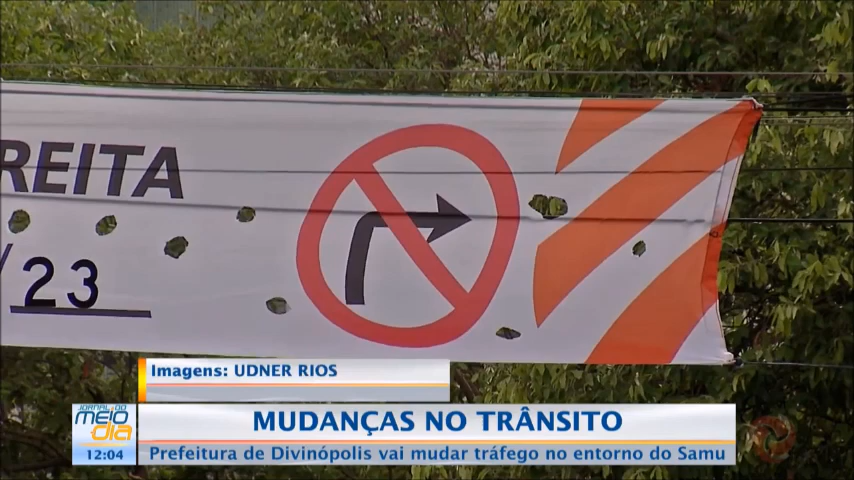 REITA
/23
Imagens: UDNER RIOS
JORNAL DO
MEIO
dia
12:04
MUDANÇAS NO TRÂNSITO
Prefeitura de Divinópolis vai mudar tráfego no entorno do Samu